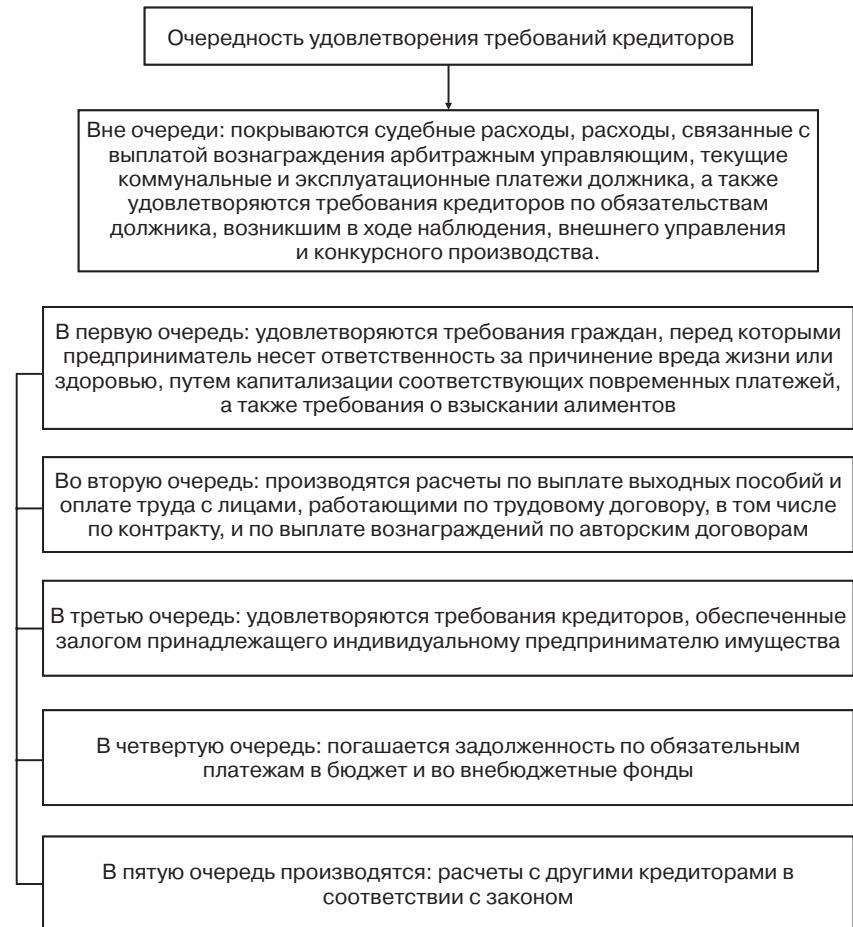 Очередность удовлетворения требований кредиторов
Вне очереди: покрываются судебные расходы, расходы, связанные с
выплатой вознаграждения арбитражным управляющим, текущие
коммунальные и эксплуатационные платежи должника, а также
удовлетворяются требования кредиторов по обязательствам
должника, возникшим в ходе наблюдения, внешнего управления
и конкурсного производства.
В первую очередь: удовлетворяются требования граждан, перед которыми
предприниматель несет ответственность за причинение вреда жизни или
здоровью, путем капитализации соответствующих повременных платежей,
а также требования о взыскании алиментов
Во вторую очередь: производятся расчеты по выплате выходных пособий и
оплате труда с лицами, работающими по трудовому договору, в том числе
по контракту, и по выплате вознаграждений по авторским договорам
В третью очередь: удовлетворяются требования кредиторов, обеспеченные
залогом принадлежащего индивидуальному предпринимателю имущества
В четвертую очередь: погашается задолженность по обязательным
платежам в бюджет и во внебюджетные фонды
В пятую очередь производятся: расчеты с другими кредиторами в
соответствии с законом